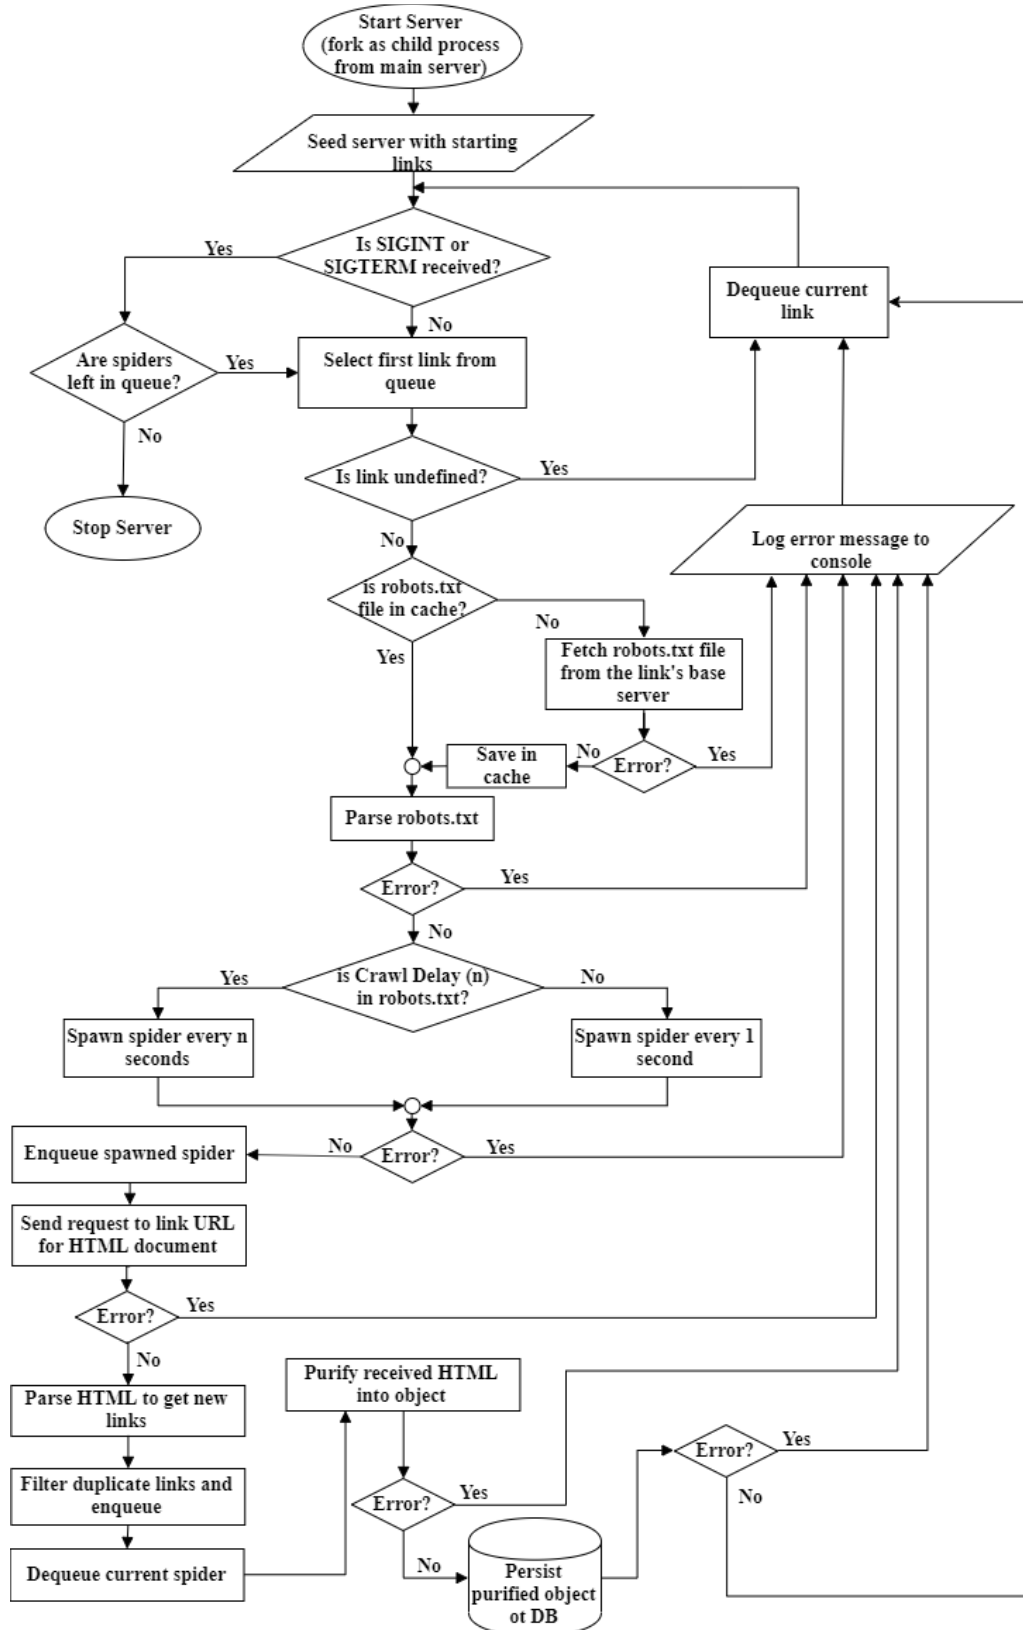 Start Server
(fork as child process
from main server)
Seed server with starting
links
Is SIGINT or
SIGTERM received?
Yes
No
Dequeue current
link
Are spiders
left in queue?
Yes
Select first link from
queue
No
Is link undefined?
Yes
Stop Server
No
Log error message to
console
is robots.txt
file in cache?
No
Yes
Fetch robots.txt file
from the link's base
server
Save in
cache
No
Error?
Yes
Parse robots.txt
Error?
Yes
No
is Crawl Delay (n)
in robots.txt?
Yes
No
Spawn spider every n
seconds
Spawn spider every 1
second
Enqueue spawned spider
No
Error?
Yes
Send request to link URL
for HTML document
Error?
Yes
No
Parse HTML to get new
links
Filter duplicate links and
enqueue
Dequeue current spider
Purify received HTML
into object
Error?
Yes
No
Persist
purified object
ot DB
Error?
Yes
No